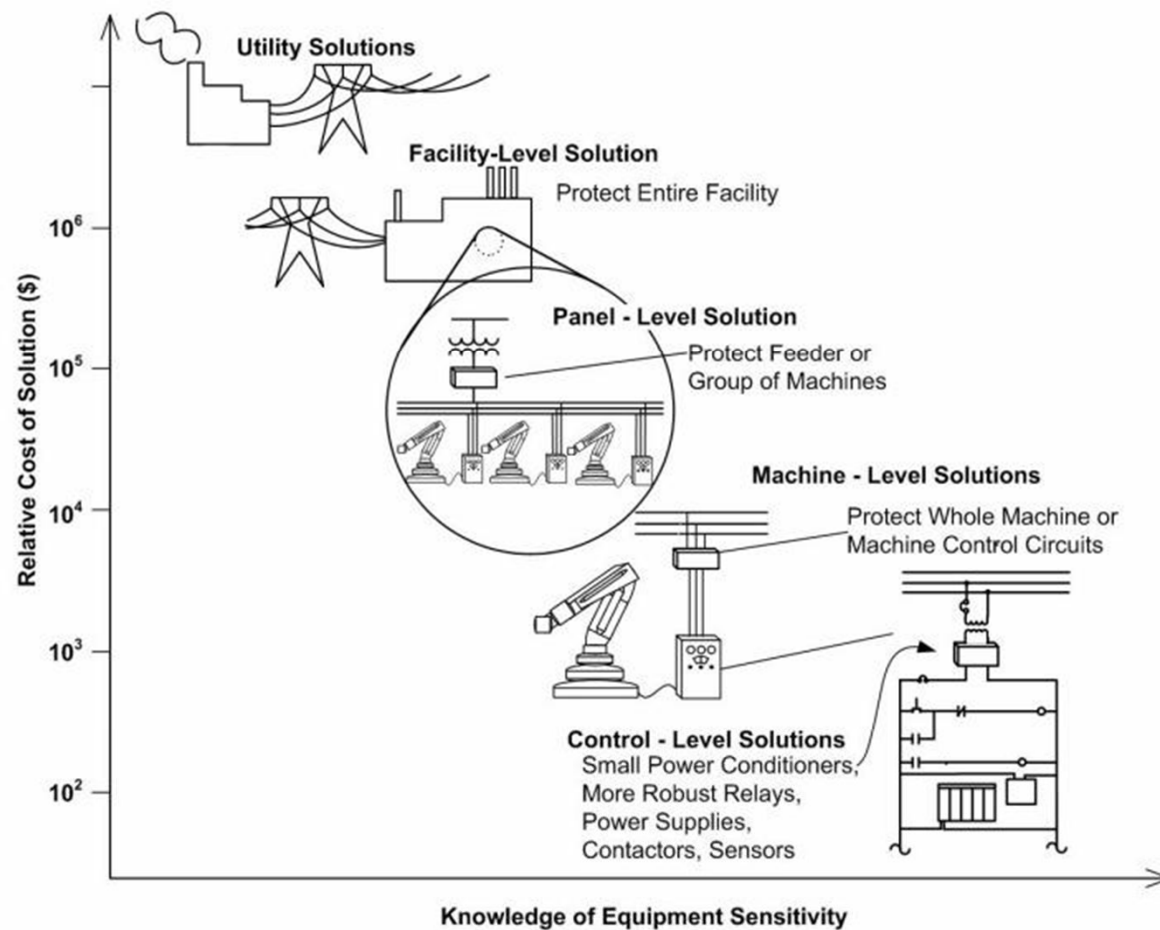 Utility Solutions
Facility-Level Solution
Protect Entire Facility
10⁶
Panel - Level Solution
Protect Feeder or
Group of Machines
10⁵
Machine - Level Solutions
Protect Whole Machine or
Machine Control Circuits
10⁴
10³
Control - Level Solutions
Small Power Conditioners,
More Robust Relays,
Power Supplies,
Contactors, Sensors
10²
Relative Cost of Solution ($)
Knowledge of Equipment Sensitivity